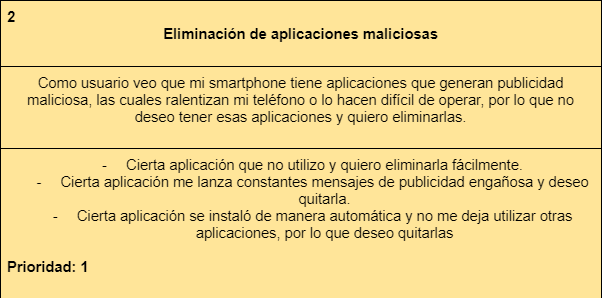 2
Eliminación de aplicaciones maliciosas
Como usuario veo que mi smartphone tiene aplicaciones que generan publicidad
maliciosa, las cuales ralentizan mi teléfono o lo hacen difícil de operar, por lo que no
deseo tener esas aplicaciones y quiero eliminarlas.
- Cierta aplicación que no utilizo y quiero eliminarla fácilmente.
- Cierta aplicación me lanza constantes mensajes de publicidad engañosa y deseo
quitarla.
- Cierta aplicación se instaló de manera automática y no me deja utilizar otras
aplicaciones, por lo que deseo quitarlas
Prioridad: 1